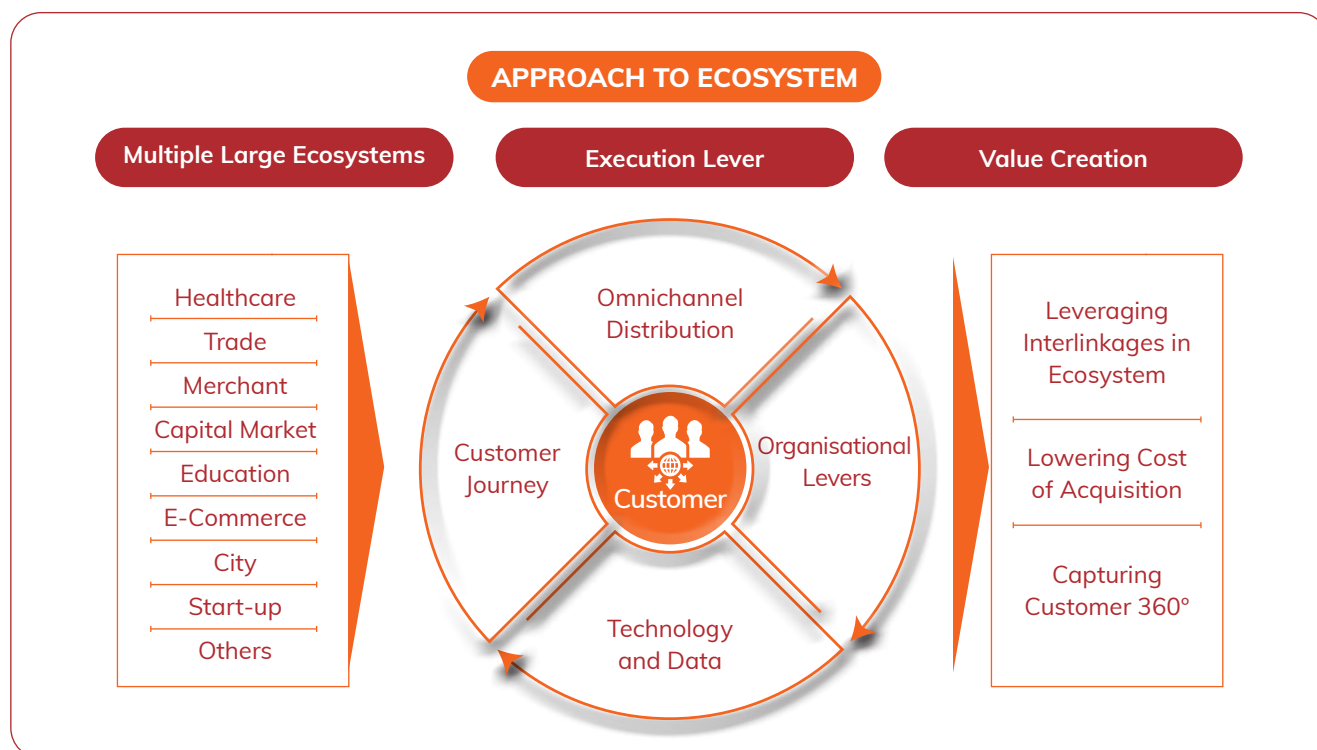 APPROACH TO ECOSYSTEM
Multiple Large Ecosystems
Execution Lever
Value Creation
Healthcare
Trade
Merchant
Capital Market
Education
E-Commerce
City
Start-up
Others
Omnichannel
Distribution
Customer
Journey
Customer
Organisational
Levers
Technology
and Data
Leveraging
Interlinkages in
Ecosystem
Lowering Cost
of Acquisition
Capturing
Customer 360º